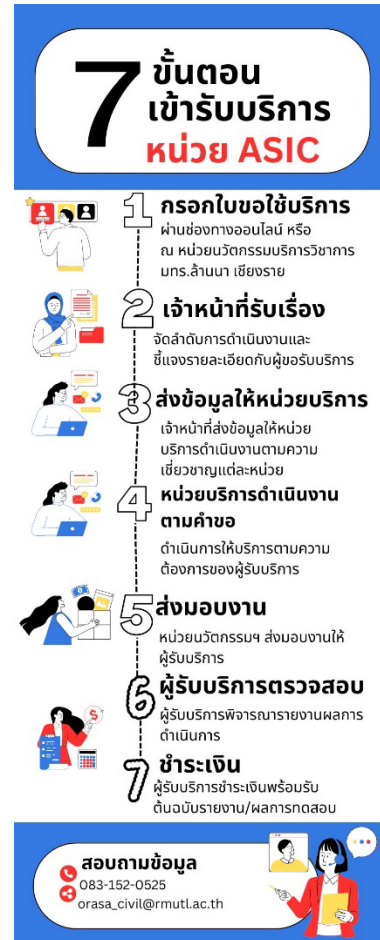 7
ขั้นตอน
เข้ารับบริการ
หน่วย ASIC
1
กรอกใบขอใช้บริการ
ผ่านช่องทางออนไลน์ หรือ
ณ หน่วยนวัตกรรมบริการวิชาการ
มทร.ล้านนา เชียงราย
2
เจ้าหน้าที่รับเรื่อง
จัดลำดับการดำเนินงานและ
ชี้แจงรายละเอียดกับผู้ขอรับบริการ
3
ส่งข้อมูลให้หน่วยบริการ
เจ้าหน้าที่ส่งข้อมูลให้หน่วย
บริการดำเนินงานตามความ
เชี่ยวชาญแต่ละหน่วย
4
หน่วยบริการดำเนินงาน
ตามคำขอ
ดำเนินการให้บริการตามความ
ต้องการของผู้รับบริการ
5
ส่งมอบงาน
หน่วยนวัตกรรมฯ ส่งมอบงานให้
ผู้รับบริการ
6
ผู้รับบริการตรวจสอบ
ผู้รับบริการพิจารณารายงานผลการ
ดำเนินการ
7
ชำระเงิน
ผู้รับบริการชำระเงินพร้อมรับ
ต้นฉบับรายงาน/ผลการทดสอบ
สอบถามข้อมูล
083-152-0525
orasa_civil@rmutl.ac.th